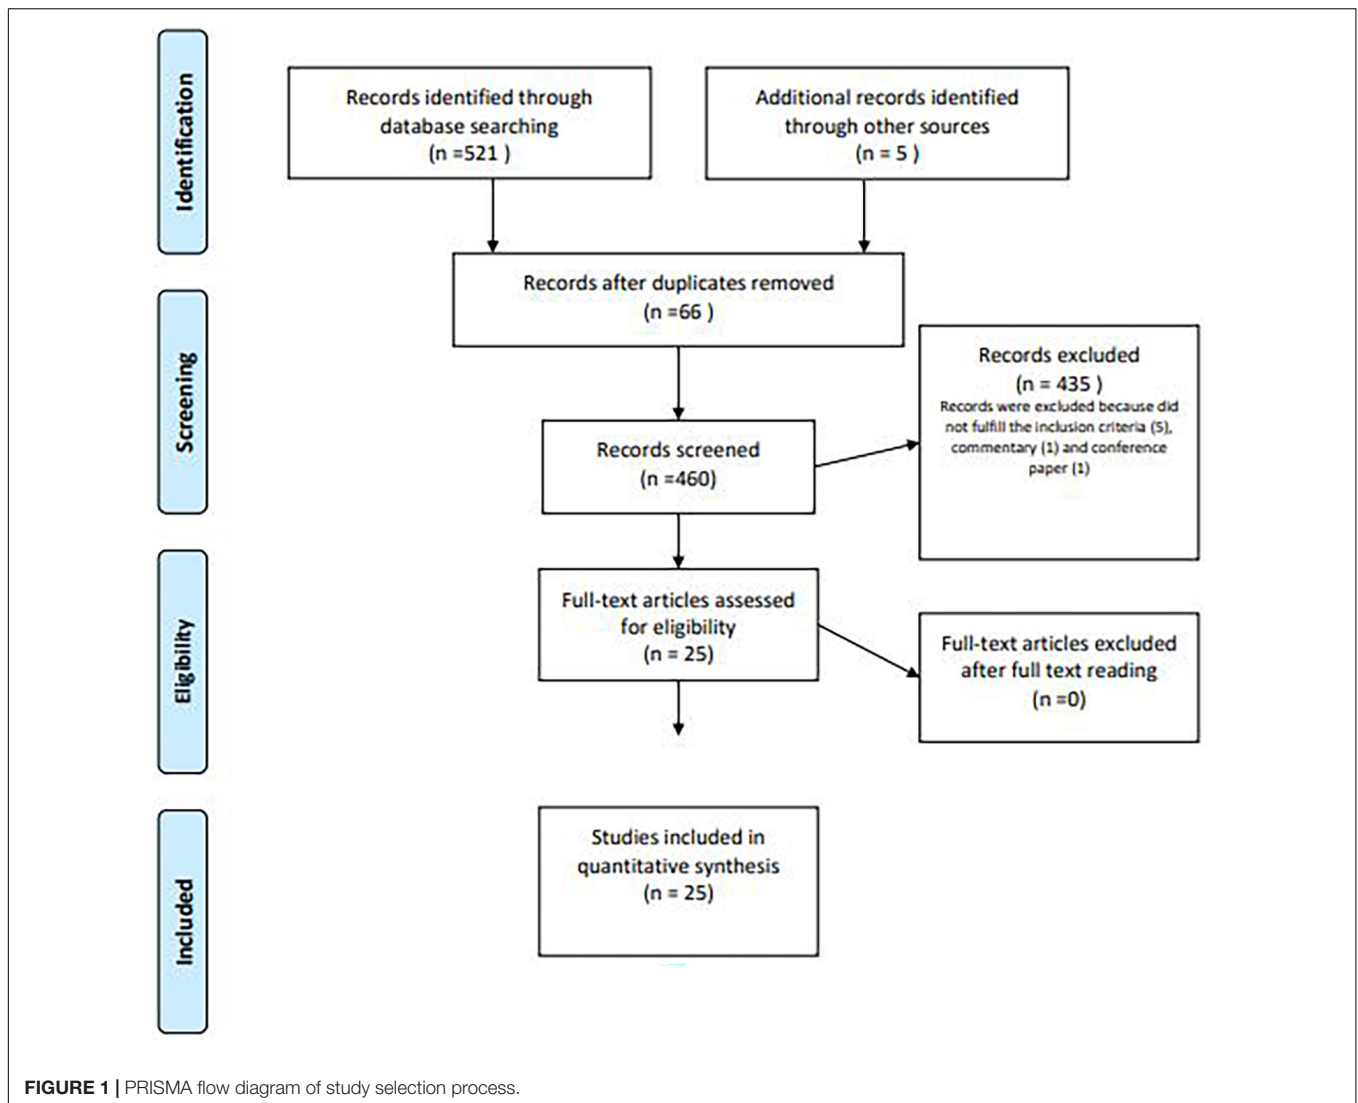 Identification
Records identified through
database searching
(n =521 )
Additional records identified
through other sources
(n = 5 )
Records after duplicates removed
(n =66 )
Screening
Records screened
(n =460)
Records excluded
(n = 435 )
Records were excluded because did
not fulfill the inclusion criteria (5),
commentary (1) and conference
paper (1)
Eligibility
Full-text articles assessed
for eligibility
(n = 25)
Full-text articles excluded
after full text reading
(n =0)
Included
Studies included in
quantitative synthesis
(n = 25)
FIGURE 1 | PRISMA flow diagram of study selection process.